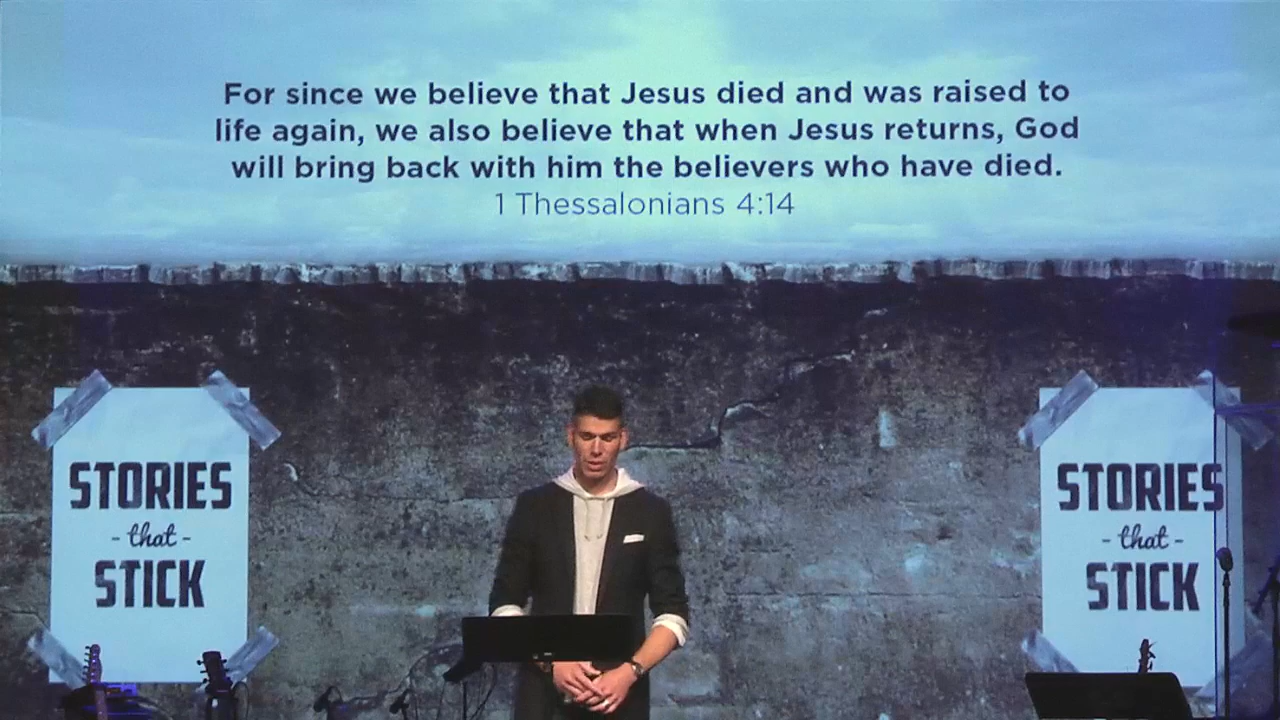 For since we believe that Jesus died and was raised to
life again, we also believe that when Jesus returns, God
will bring back with him the believers who have died.
1 Thessalonians 4:14
STORIES
- that -
STICK
STORIES
- that -
STICK